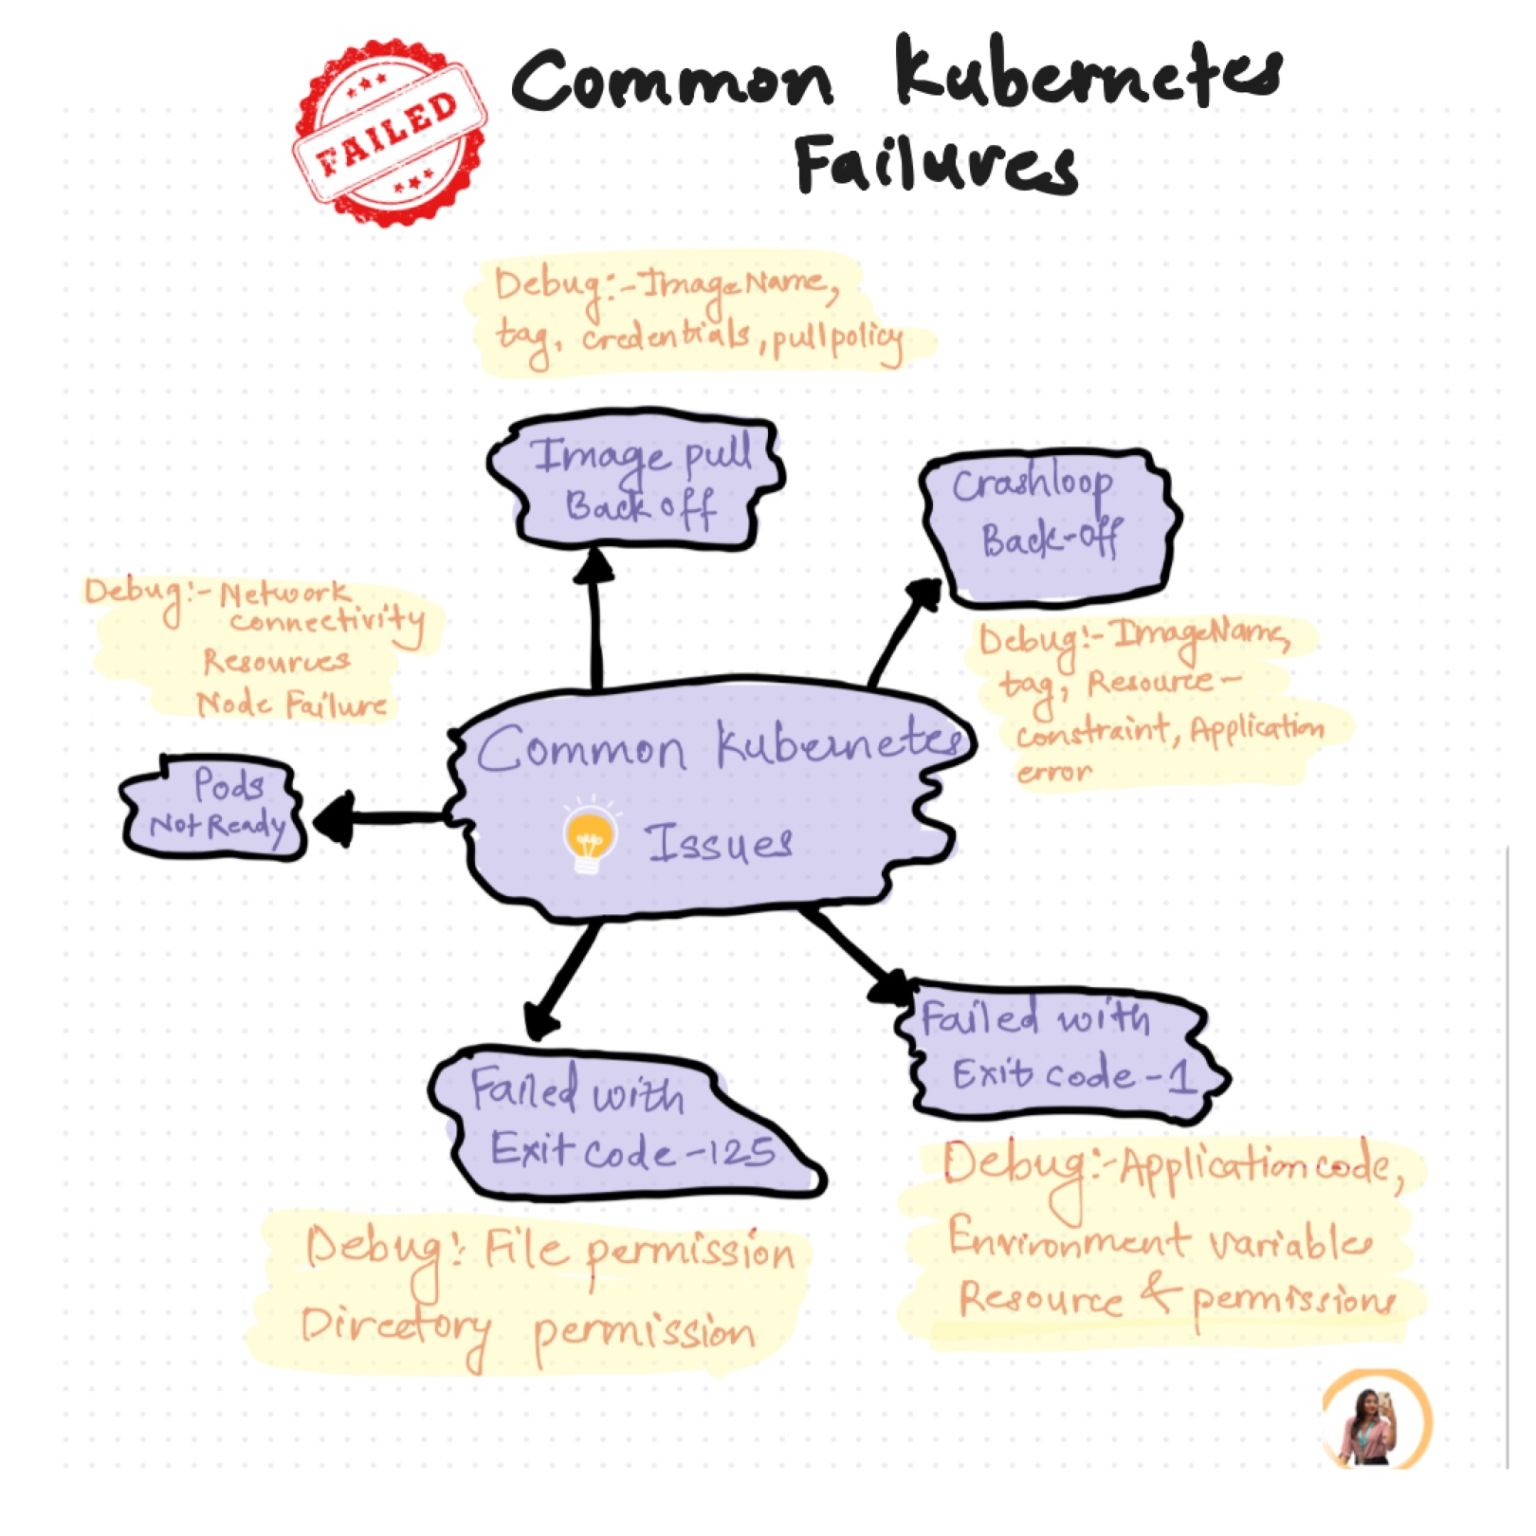 FAILED
Common Kubernetes
Failures
Debug:-ImageName,
tag, credentials, pullpolicy
Image pull
Back off
Crashloop
Back-off
Debug:- Network
connectivity
Resources
Node Failure
Debug:-ImageName,
tag, Resource-
constraint, Application
error
Common Kubernetes
Issues
Pods
Not Ready
Failed with
Exit code-1
Failed with
Exit code-125
Debug:-Application code,
Environment variable
Resource & permissions
Debug: File permission
Directory permission